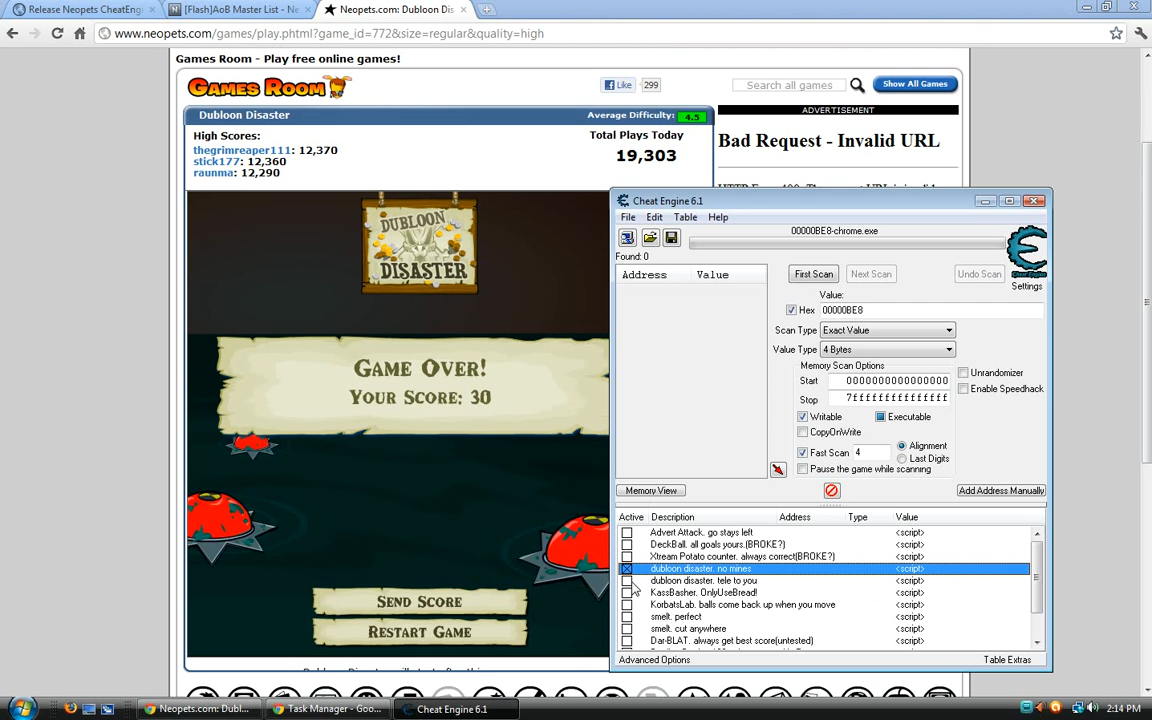 Release Neopets CheatEngi
[Flash]AoB Master List - Ne
Neopets.com: Dubloon Dis
www.neopets.com/games/play.phtml?game_id=772&size=regular&quality=high
Games Room - Play free online games!
GAMES ROOM
Like
299
Search all games
Show All Games
Dubloon Disaster
Average Difficulty:
4.5
ADVERTISEMENT
High Scores:
thegrimreaper111: 12,370
stick177: 12,360
raunma: 12,290
Total Plays Today
19,303
Bad Request - Invalid URL
DUBLOON
DISASTER
GAME OVER!
YOUR SCORE: 30
SEND SCORE
RESTART GAME
Cheat Engine 6.1
File Edit Table Help
00000BE8-chrome.exe
Found: 0
Address Value
First Scan
Next Scan
Undo Scan
Settings
Value:
Hex 00000BE8
Scan Type Exact Value
Value Type 4 Bytes
Memory Scan Options
Start 0000000000000000
Stop 7fffffffffffffff
Unrandomizer
Enable Speedhack
Writable
Executable
CopyOnWrite
Fast Scan 4
Alignment
Last Digits
Pause the game while scanning
Memory View
Add Address Manually
Active Description Address Type Value
Advert Attack. go stays left <script>
DeckBall. all goals yours.(BROKE?) <script>
Xtream Potato counter. always correct(BROKE?) <script>
dubloon disaster. no mines <script>
dubloon disaster. tele to you <script>
KassBasher. OnlyUseBread! <script>
KorbatsLab. balls come back up when you move <script>
smelt. perfect <script>
smelt. cut anywhere <script>
Dar-BLAT. always get best score(untested) <script>
Advanced Options
Table Extras
Neopets.com: Dubl...
Task Manager - Goo...
Cheat Engine 6.1
2:14 PM